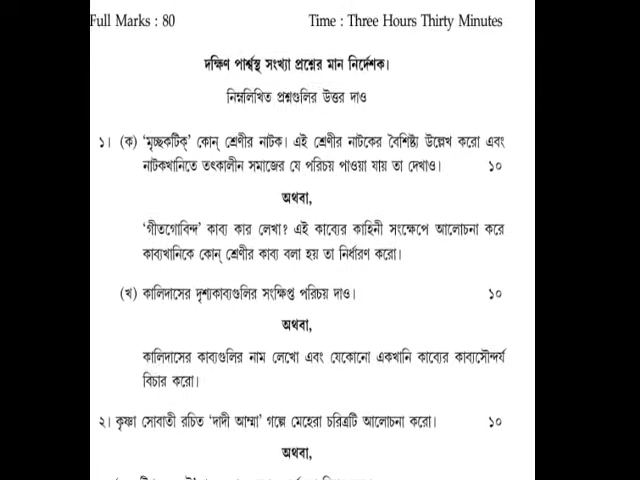 Full Marks : 80 Time : Three Hours Thirty Minutes
দক্ষিণ পার্শ্বস্থ সংখ্যা প্রশ্নের মান নির্দেশক।
নিম্নলিখিত প্রশ্নগুলির উত্তর দাও
১। (ক) ‘মৃচ্ছকটিক্’ কোন্ শ্রেণীর নাটক। এই শ্রেণীর নাটকের বৈশিষ্ট্য উল্লেখ করো এবং
নাটকখানিতে তৎকালীন সমাজের যে পরিচয় পাওয়া যায় তা দেখাও। ১০
অথবা,
‘গীতগোবিন্দ’ কাব্য কার লেখা? এই কাব্যের কাহিনী সংক্ষেপে আলোচনা করে
কাব্যখানিকে কোন্ শ্রেণীর কাব্য বলা হয় তা নির্ধারণ করো।
(খ) কালিদাসের দৃশ্যকাব্যগুলির সংক্ষিপ্ত পরিচয় দাও। ১০
অথবা,
কালিদাসের কাব্যগুলির নাম লেখো এবং যেকোনো একখানি কাব্যের কাব্যসৌন্দর্য
বিচার করো।
২। কৃষ্ণা সোবাতী রচিত ‘দাদী আম্মা’ গল্পে মেহেরা চরিত্রটি আলোচনা করো। ১০
অথবা,